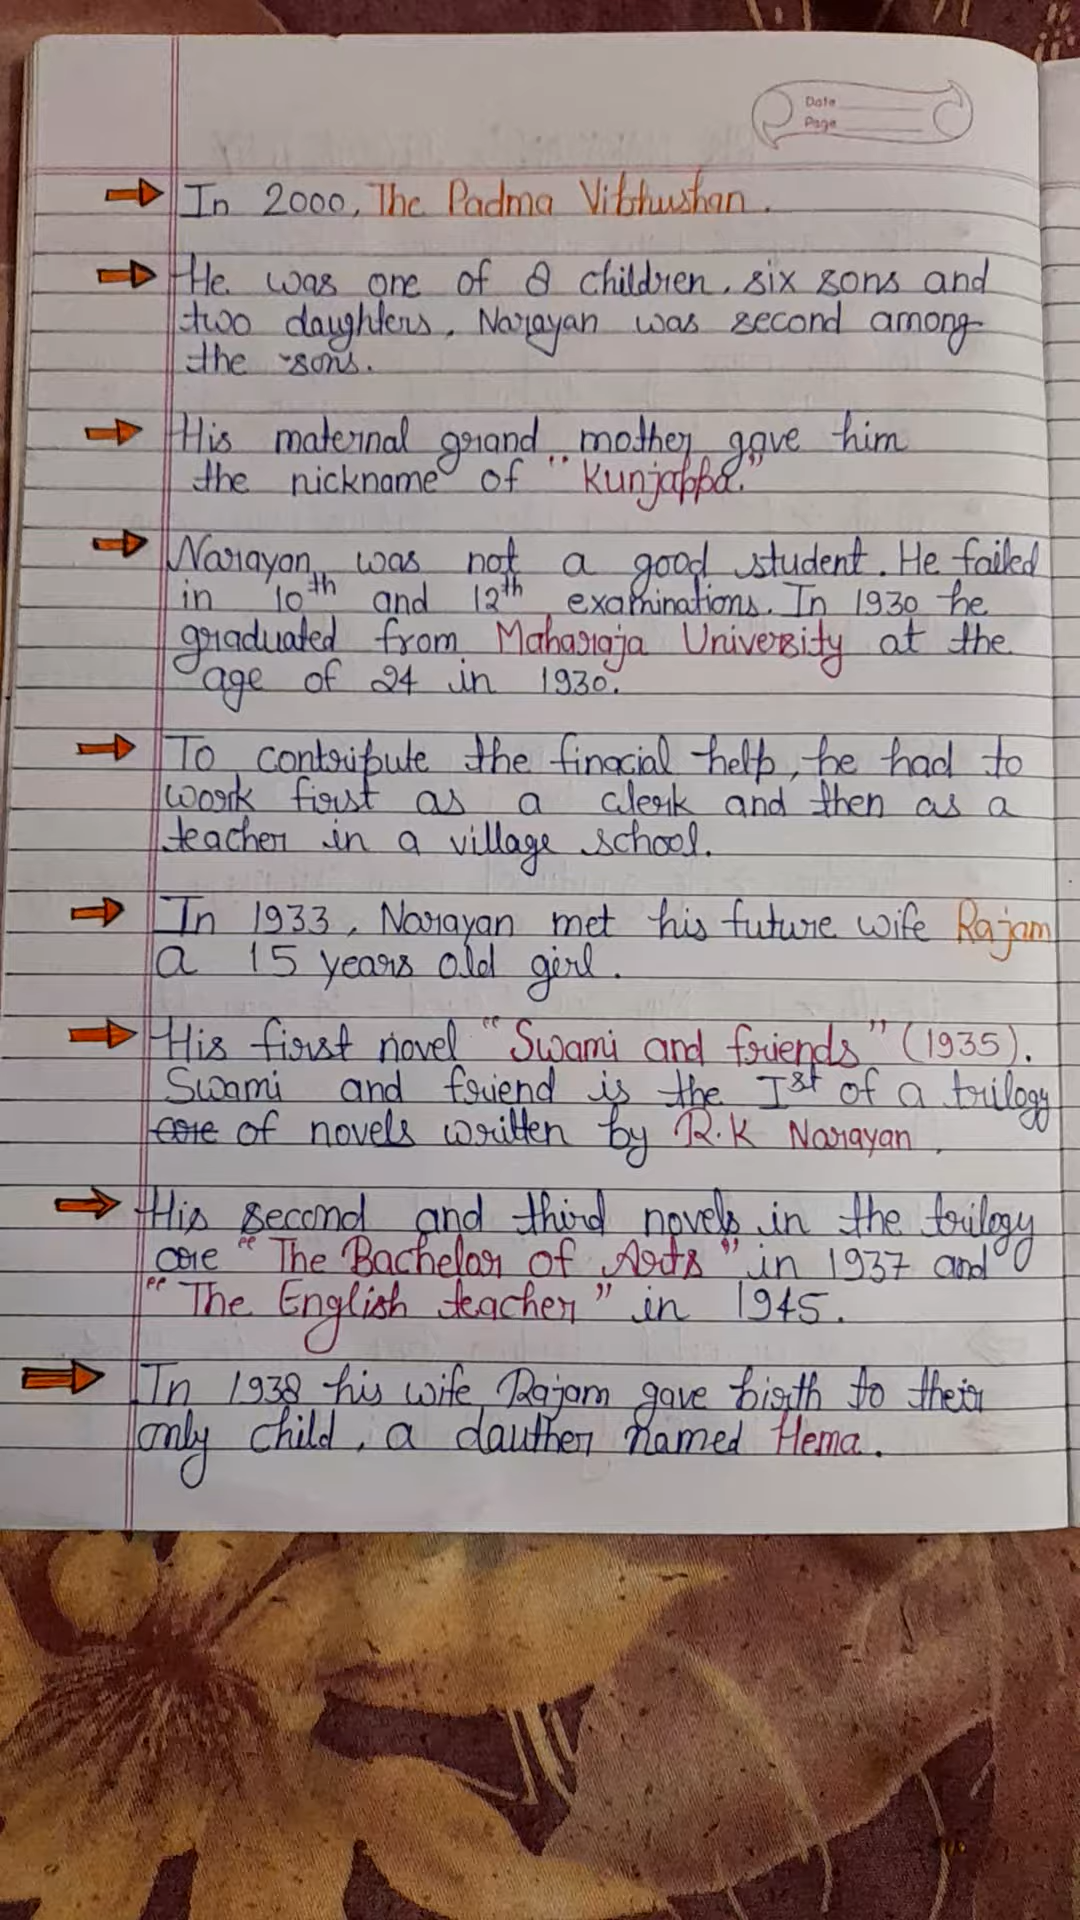 Date
Page
In 2000, The Padma Vibhushan.
He was one of 8 children, six sons and
two daughters, Narayan was second among
the sons.
His maternal grand mother gave him
the nickname of "Kunjappa."
Narayan was not a good student. He failed
in 10th and 12th examinations. In 1930 he
graduated from Maharaja University at the
age of 24 in 1930.
To contribute the finacial help, he had to
work first as a clerk and then as a
teacher in a village school.
In 1933, Narayan met his future wife Rajam
a 15 years old girl.
His first novel "Swami and friends" (1935).
Swami and friend is the Ist of a trilogy
core of novels written by R.K Narayan.
His second and third novels in the trilogy
core "The Bachelor of Arts" in 1937 and
"The English teacher" in 1945.
In 1938 his wife Rajam gave birth to their
only child, a dauther named Hema.